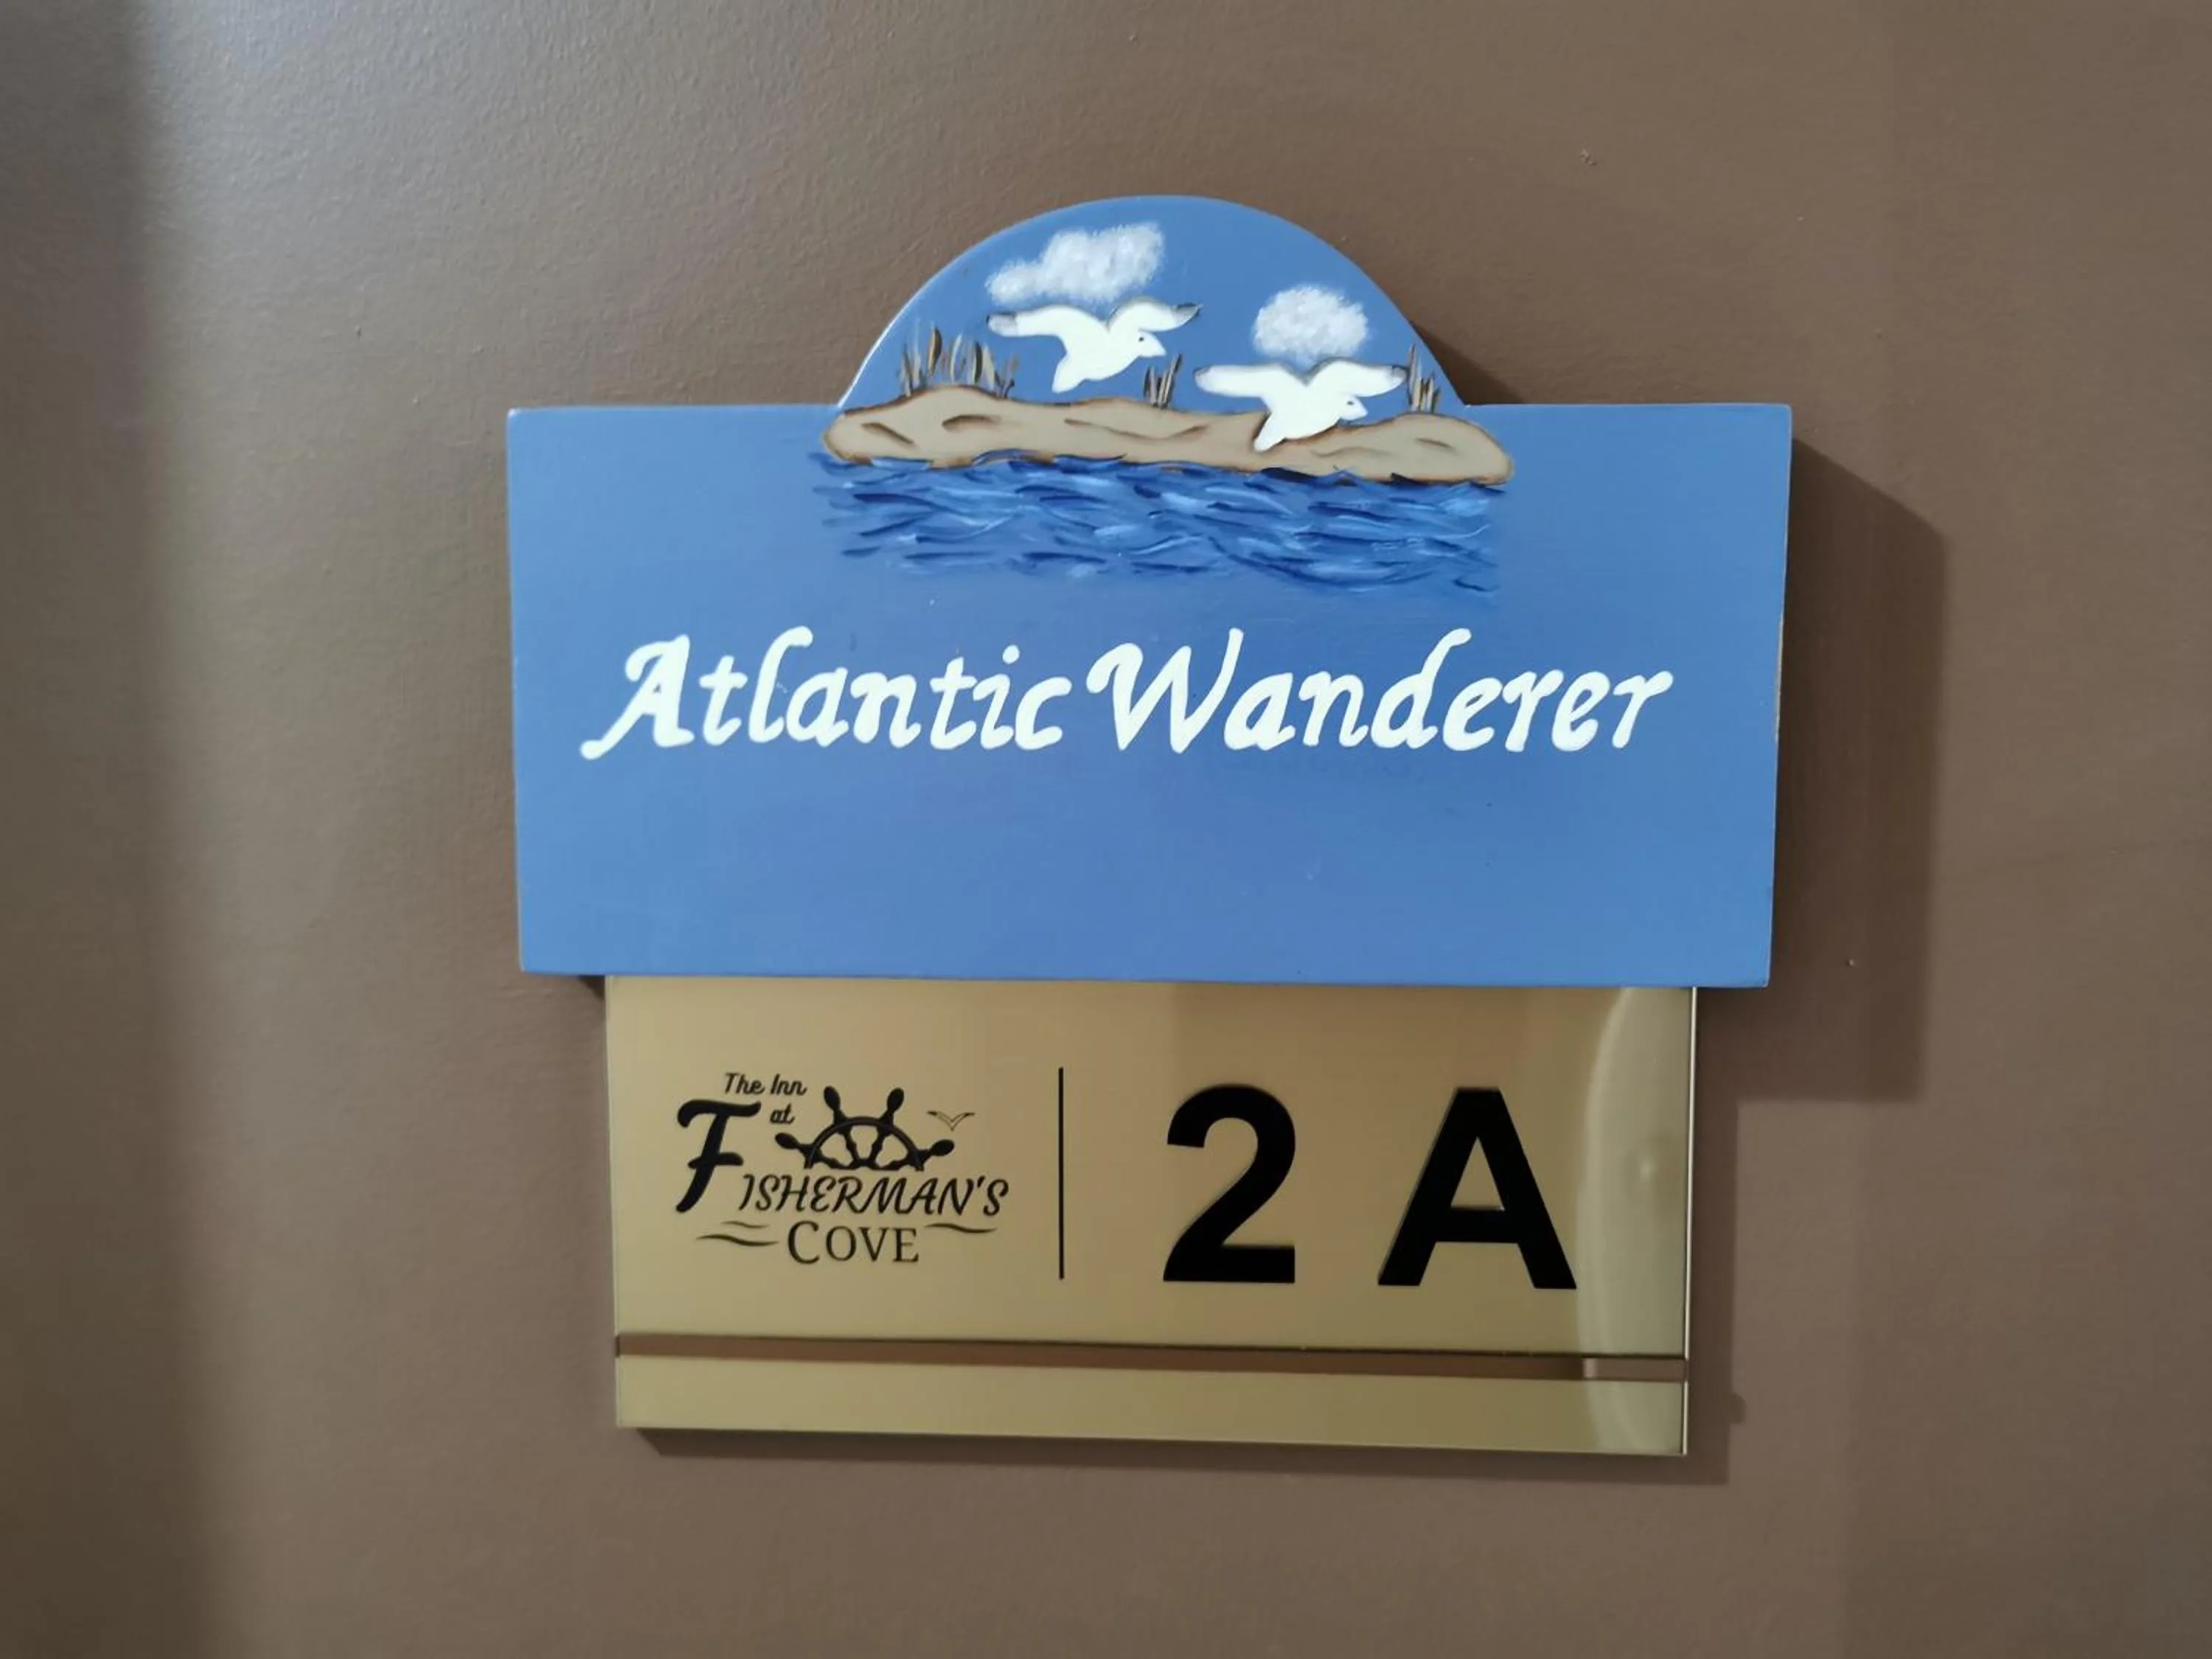 Atlantic Wanderer
The Inn
at
FISHERMAN'S
COVE
2 A